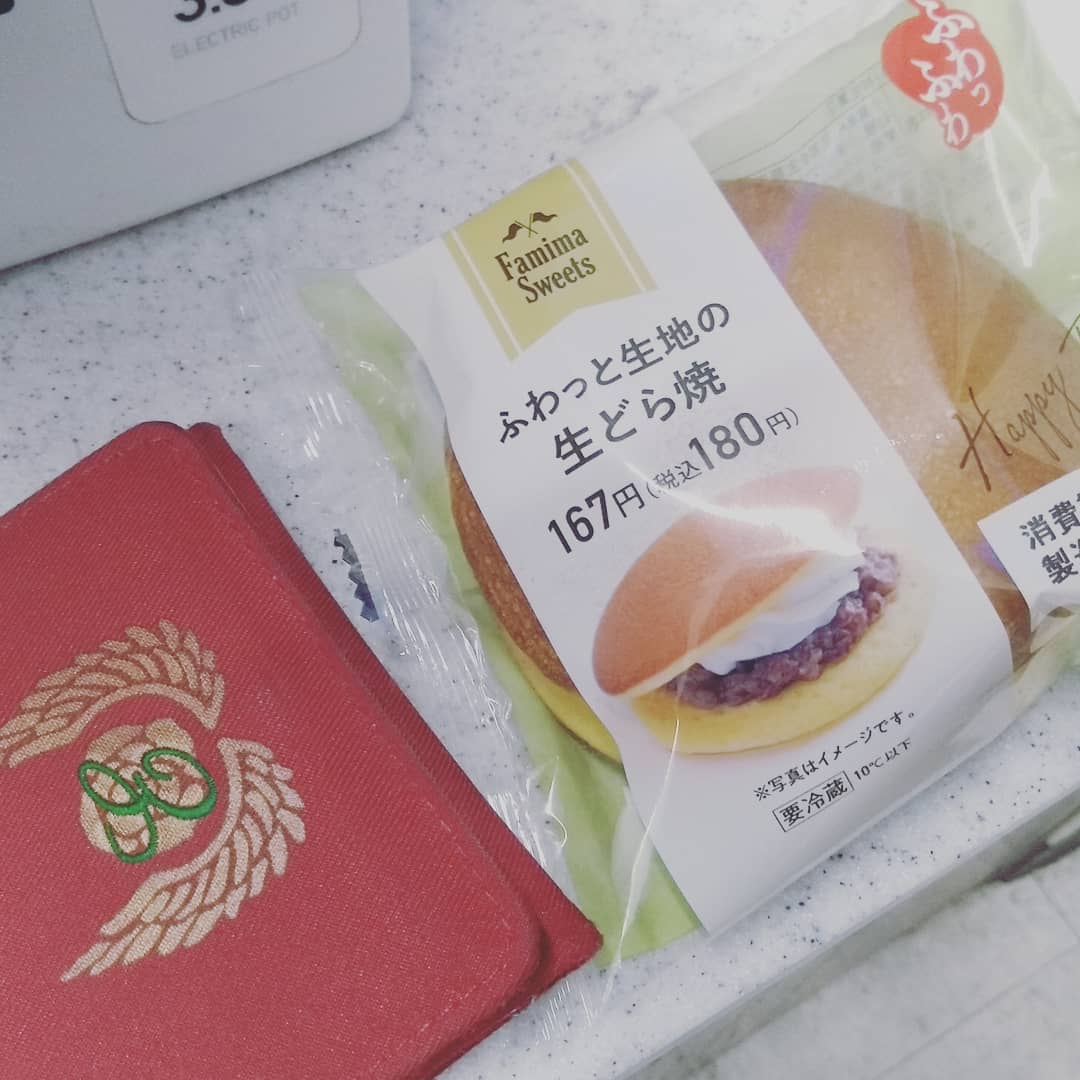 ELECTRIC POT
ふわっ
ふわ
Famima
Sweets
ふわっと生地の
生どら焼
167円(税込180円)
Happy
消費
製造
※写真はイメージです。
要冷蔵 10℃以下